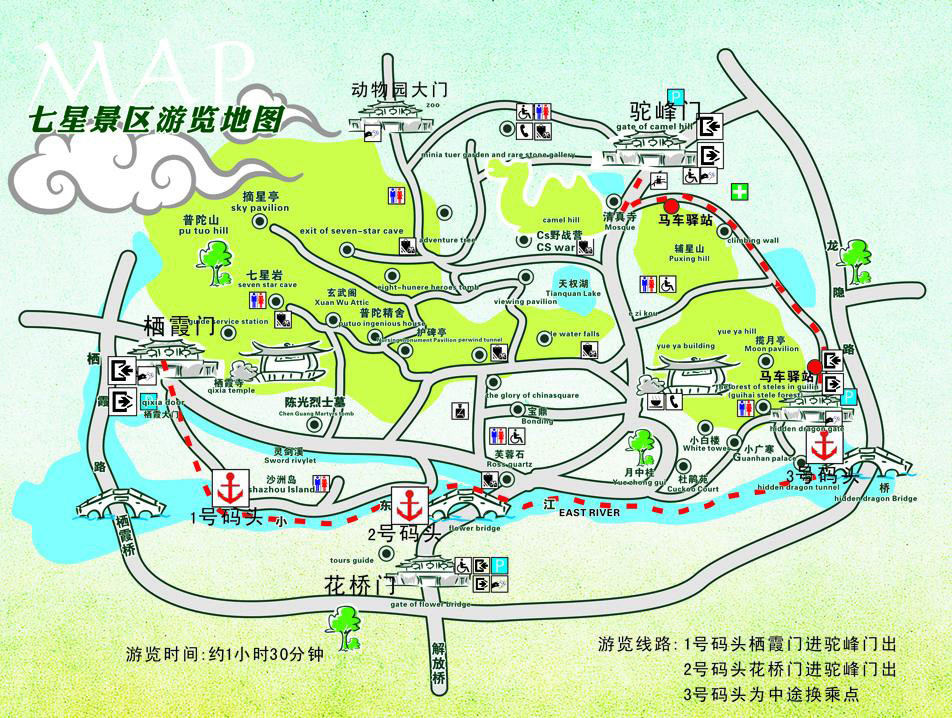 MAP
七星景区游览地图
动物园大门
zoo
P
驼峰门
gate of camel hill
minia tuer garden and rare stone gallery
摘星亭
sky pavilion
普陀山
pu tuo hill
exit of seven-star cave
adventure tree
camel hill
Cs野战营
CS war
清真寺
Mosque
马车驿站
climbing wall
辅星山
Puxing hill
龙
隐
路
七星岩
seven star cave
eight-hunere heroes tomb
玄武阁
Xuan Wu Attic
普陀精舍
putuo ingenious house
护碑亭
viewing pavilion
天权湖
Tianquan Lake
zi kou
栖霞门
guide service station
perwind tunnel
le water falls
yue ya building
yue ya hill
揽月亭
Moon pavilion
栖
霞
路
栖霞寺
qixia temple
qixia door
栖霞大门
陈光烈士墓
Chen Guang Martyrs tomb
the glory of chinasquare
宝鼎
Bonding
马车驿站
the forest of steles in guilin
(guihai stele forest)
P
hidden dragon gate
灵剑溪
Sword rivylet
芙蓉石
Ross quartz
小白楼
White tower
小广寒
Guanhan palace
月中桂
Yue zhong gui
杜鹃苑
Cuckoo Court
沙洲岛
shazhou Island
1号码头
小
东
江
EAST RIVER
2号码头
flower bridge
3号码头
hidden dragon tunnel
桥
hidden dragon Bridge
栖霞桥
tours guide
花桥门
P
gate of flower bridge
解放桥
游览时间:约1小时30分钟
游览线路: 1号码头栖霞门进驼峰门出
2号码头花桥门进驼峰门出
3号码头为中途换乘点